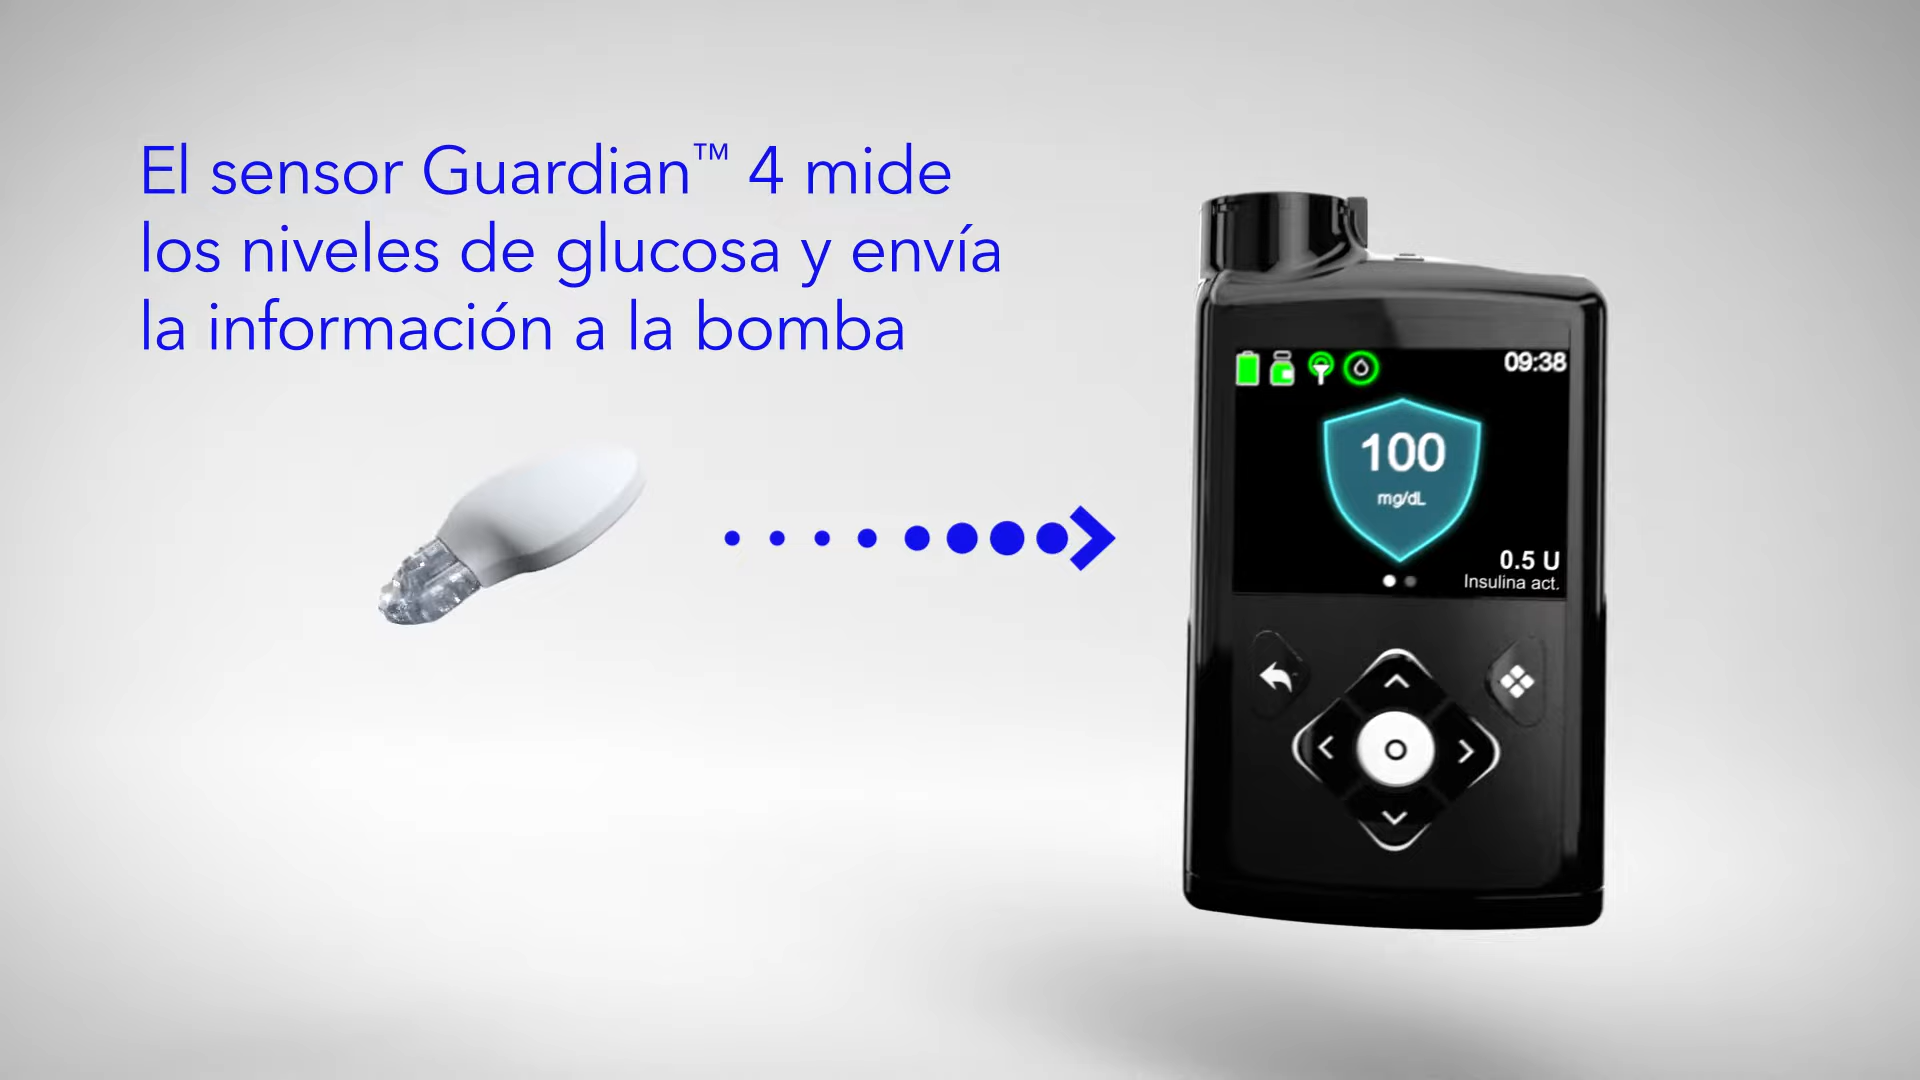 El sensor Guardian™ 4 mide
los niveles de glucosa y envía
la información a la bomba
09:38
100
mg/dL
0.5 U
Insulina act.